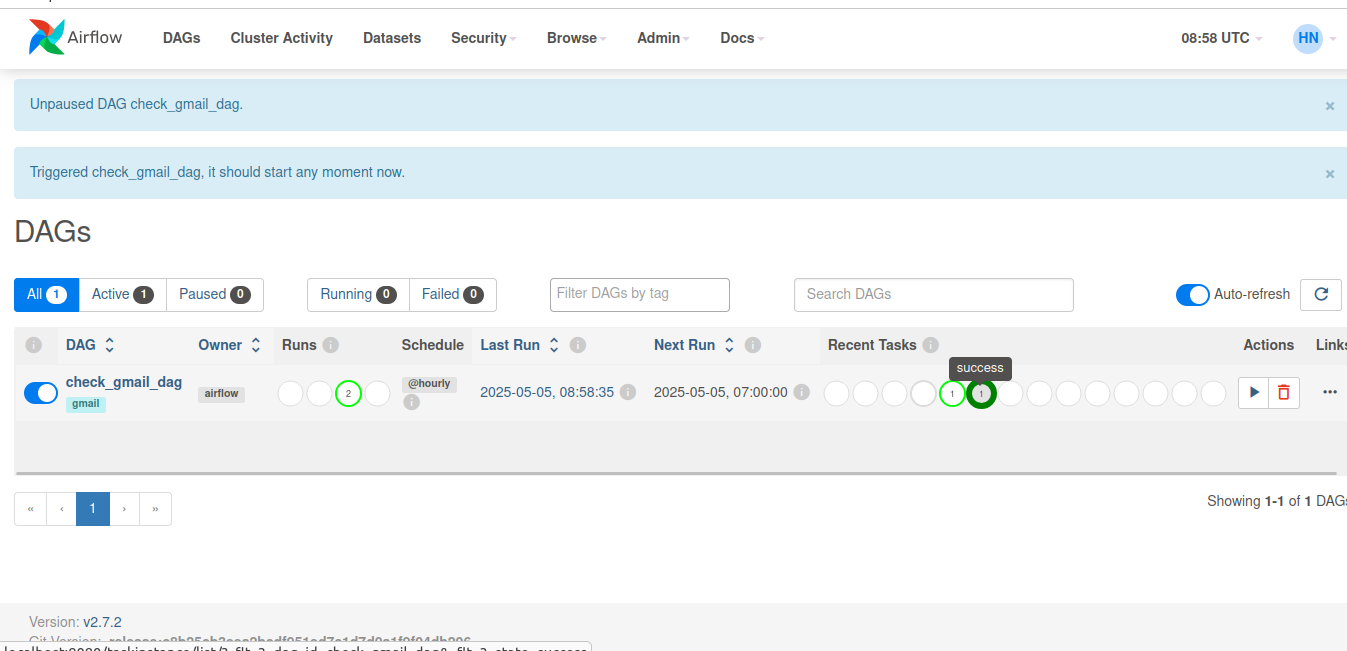 Airflow DAGs Cluster Activity Datasets Security Browse Admin Docs 08:58 UTC HN
Unpaused DAG check_gmail_dag. ×
Triggered check_gmail_dag, it should start any moment now. ×
DAGs
All 1 Active 1 Paused 0 Running 0 Failed 0 Filter DAGs by tag Search DAGs Auto-refresh
i DAG Owner Runs i Schedule Last Run i Next Run i Recent Tasks i Actions Links
success
check_gmail_dag airflow 2 @hourly 2025-05-05, 08:58:35 i 2025-05-05, 07:00:00 i 1 1 •••
gmail i
« ‹ 1 › » Showing 1-1 of 1 DAGs
Version: v2.7.2